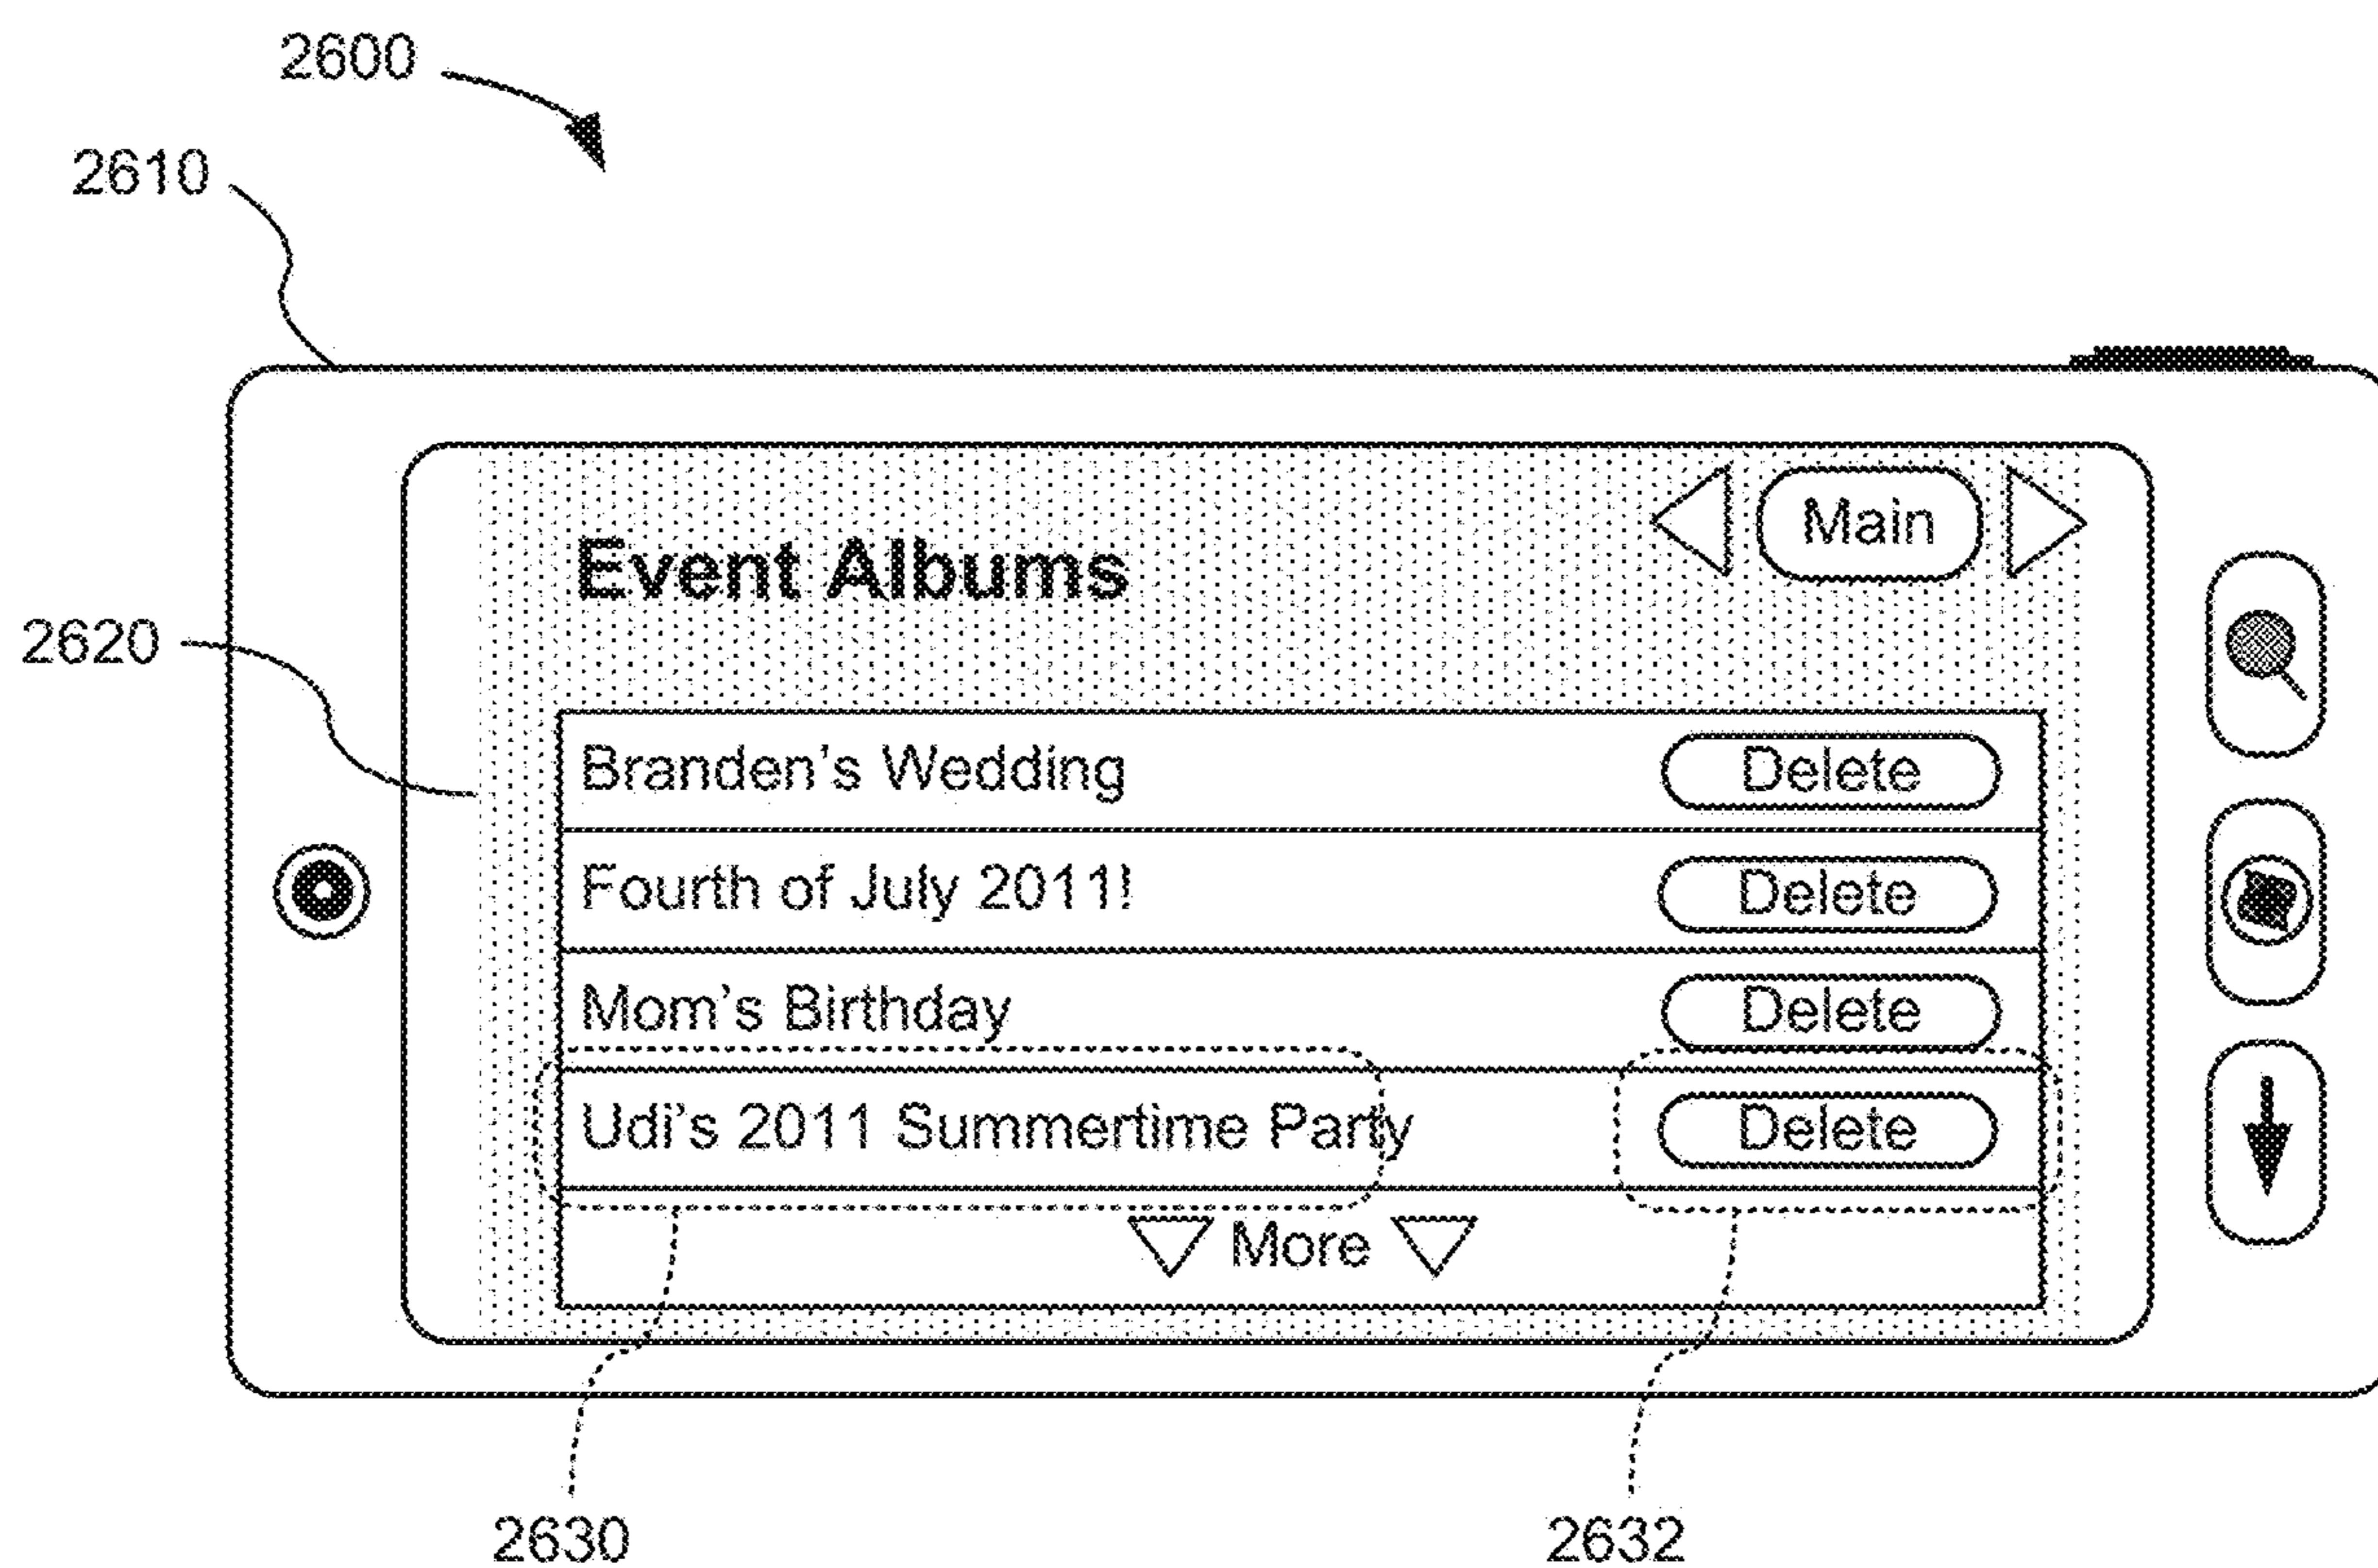 2600
2610
Main
Event Albums
2620
Branden's Wedding Delete
Fourth of July 2011! Delete
Mom's Birthday Delete
Udi's 2011 Summertime Party Delete
More
2630 2632